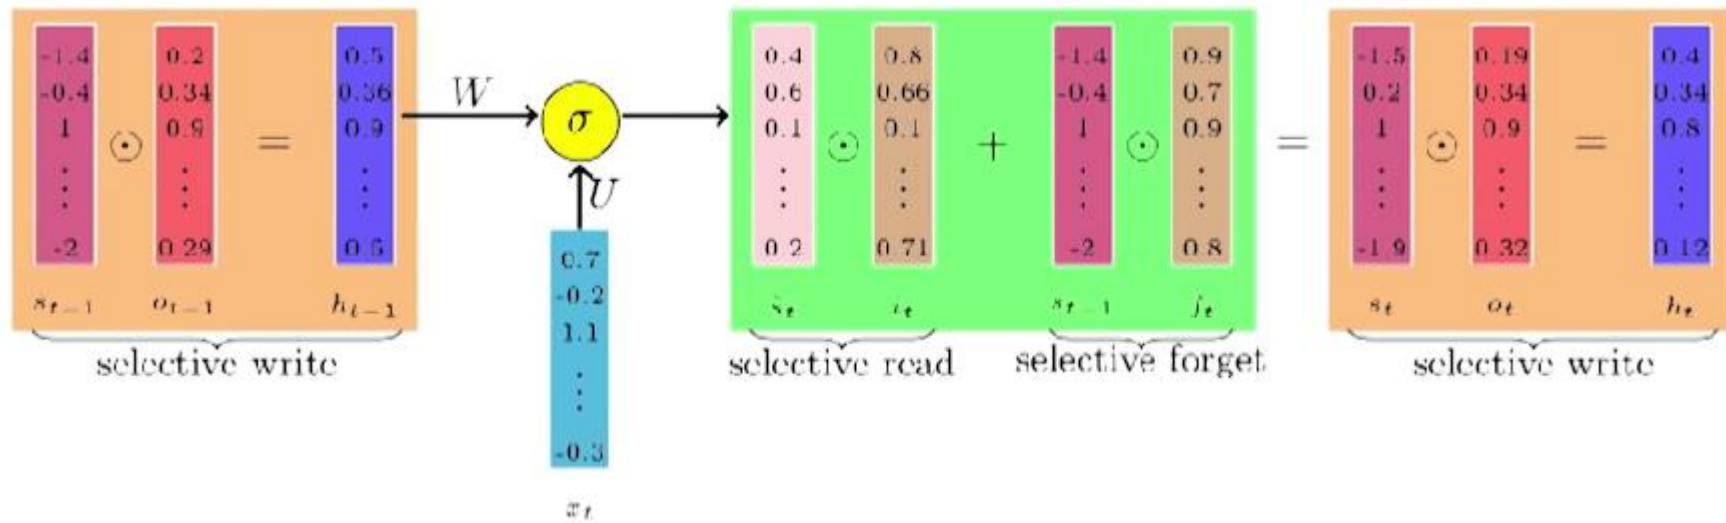 -1.4 0.2 0.5 0.4 0.8 -1.4 0.9 -1.5 0.19 0.4
-0.4 0.34 0.36 W 0.6 0.66 -0.4 0.7 0.2 0.34 0.34
1 ⊙ 0.9 = 0.9 σ 0.1 ⊙ 0.1 + 1 ⊙ 0.9 = 1 ⊙ 0.9 = 0.8
⋮ ⋮ ⋮ U ⋮ ⋮ ⋮ ⋮ ⋮ ⋮ ⋮
-2 0.29 0.2 0.71 -2 0.8 -1.9 0.32 0.12
0.7
-0.2
1.1
⋮
-0.3
x_t
s_{t-1} o_{t-1} h_{t-1} s_t i_t s_{t-1} f_t s_t o_t h_t
selective write selective read selective forget selective write